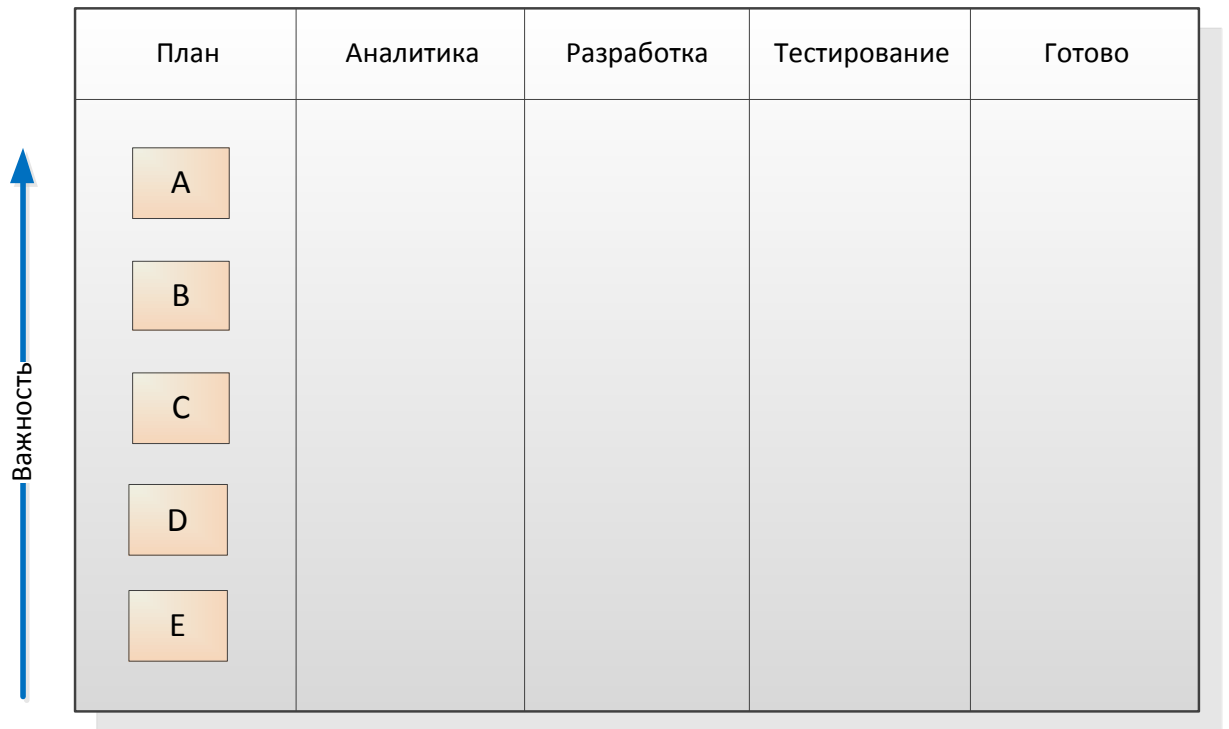 План
Аналитика
Разработка
Тестирование
Готово
Важность
A
B
C
D
E